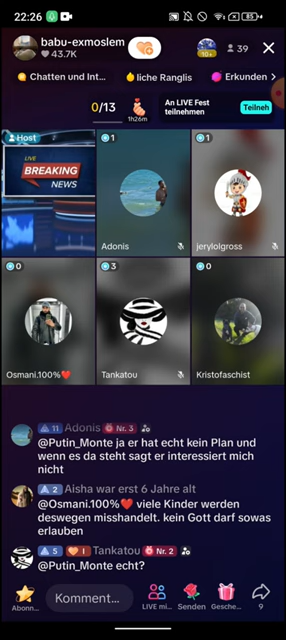 22:26
85
babu-exmoslem
43.7K
10+
39
Chatten und Int...
liche Ranglis
Erkunden
0/13
1h26m
An LIVE Fest
teilnehmen
Teilneh
Host
LIVE
BREAKING
NEWS
1
Adonis
1
jerylolgross
0
Osmani.100%❤️
3
Tankatou
0
Kristofaschist
11 Adonis Nr. 3
@Putin_Monte ja er hat echt kein Plan und
wenn es da steht sagt er interessiert mich
nicht
2 Aisha war erst 6 Jahre alt
@Osmani.100%❤️ viele Kinder werden
deswegen misshandelt. kein Gott darf sowas
erlauben
5 I Tankatou Nr. 2
@Putin_Monte echt?
Abonn...
Komment...
LIVE mi...
Senden
Gesche...
9